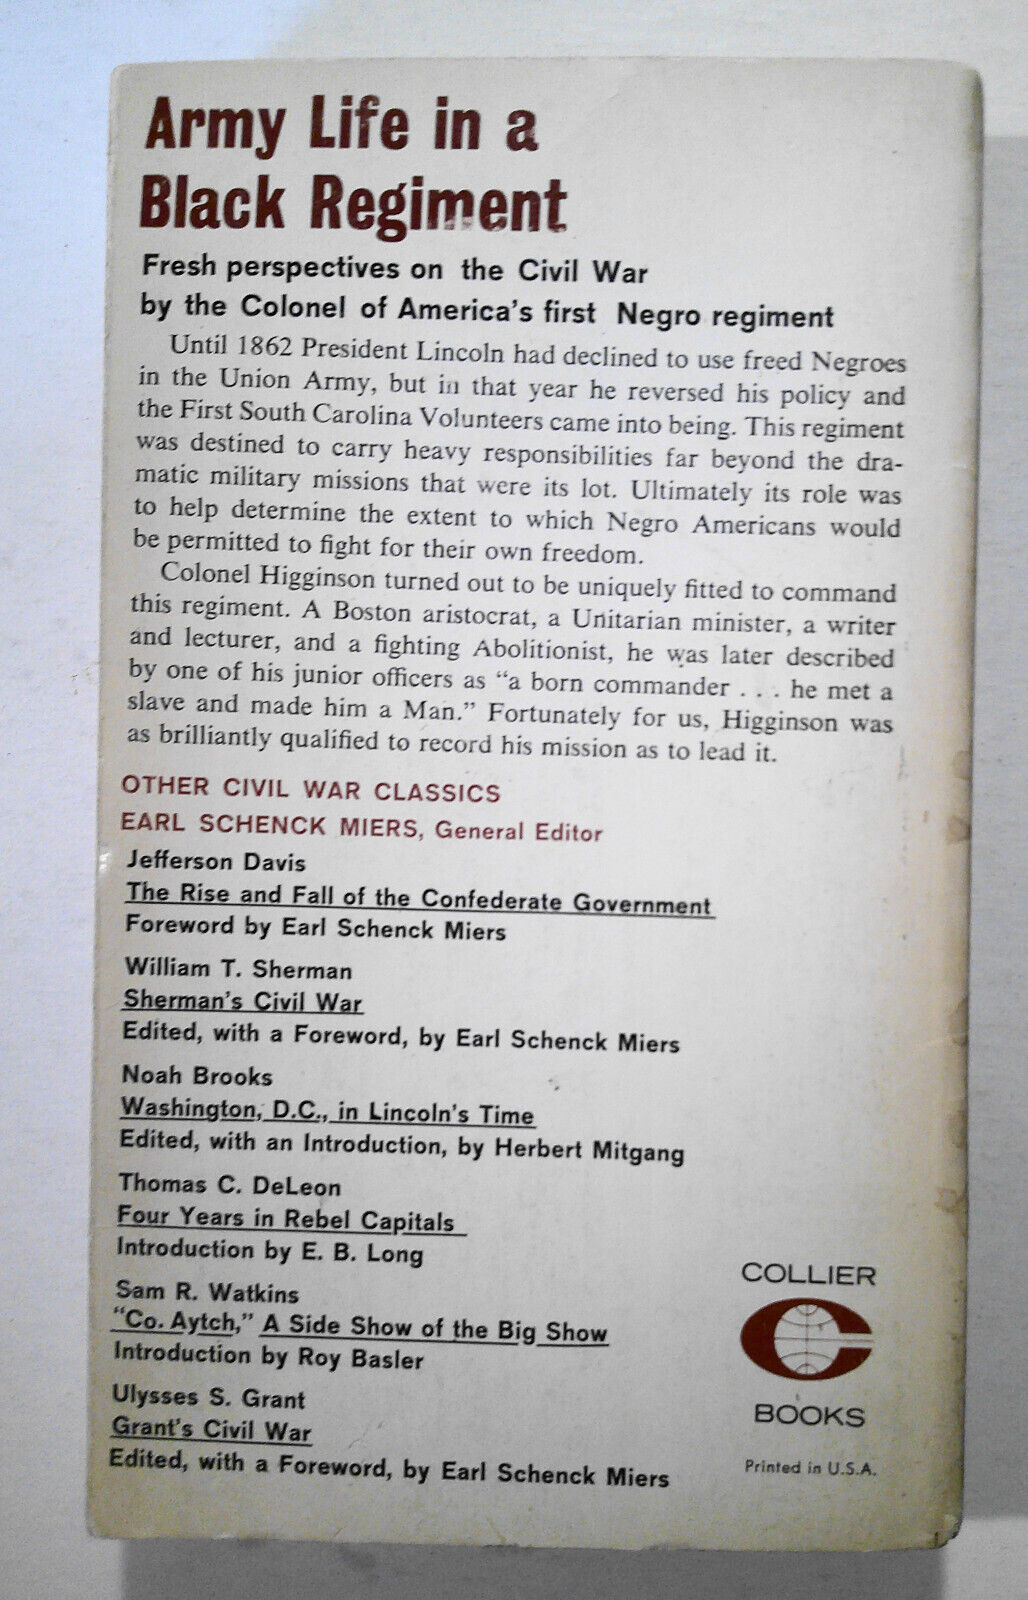 Army Life in a
Black Regiment
Fresh perspectives on the Civil War
by the Colonel of America's first Negro regiment
Until 1862 President Lincoln had declined to use freed Negroes
in the Union Army, but in that year he reversed his policy and
the First South Carolina Volunteers came into being. This regiment
was destined to carry heavy responsibilities far beyond the dra-
matic military missions that were its lot. Ultimately its role was
to help determine the extent to which Negro Americans would
be permitted to fight for their own freedom.
Colonel Higginson turned out to be uniquely fitted to command
this regiment. A Boston aristocrat, a Unitarian minister, a writer
and lecturer, and a fighting Abolitionist, he was later described
by one of his junior officers as "a born commander . . . he met a
slave and made him a Man." Fortunately for us, Higginson was
as brilliantly qualified to record his mission as to lead it.
OTHER CIVIL WAR CLASSICS
EARL SCHENCK MIERS, General Editor
Jefferson Davis
The Rise and Fall of the Confederate Government
Foreword by Earl Schenck Miers
William T. Sherman
Sherman's Civil War
Edited, with a Foreword, by Earl Schenck Miers
Noah Brooks
Washington, D.C., in Lincoln's Time
Edited, with an Introduction, by Herbert Mitgang
Thomas C. DeLeon
Four Years in Rebel Capitals
Introduction by E. B. Long
Sam R. Watkins
"Co. Aytch," A Side Show of the Big Show
Introduction by Roy Basler
Ulysses S. Grant
Grant's Civil War
Edited, with a Foreword, by Earl Schenck Miers
COLLIER
BOOKS
Printed in U.S.A.